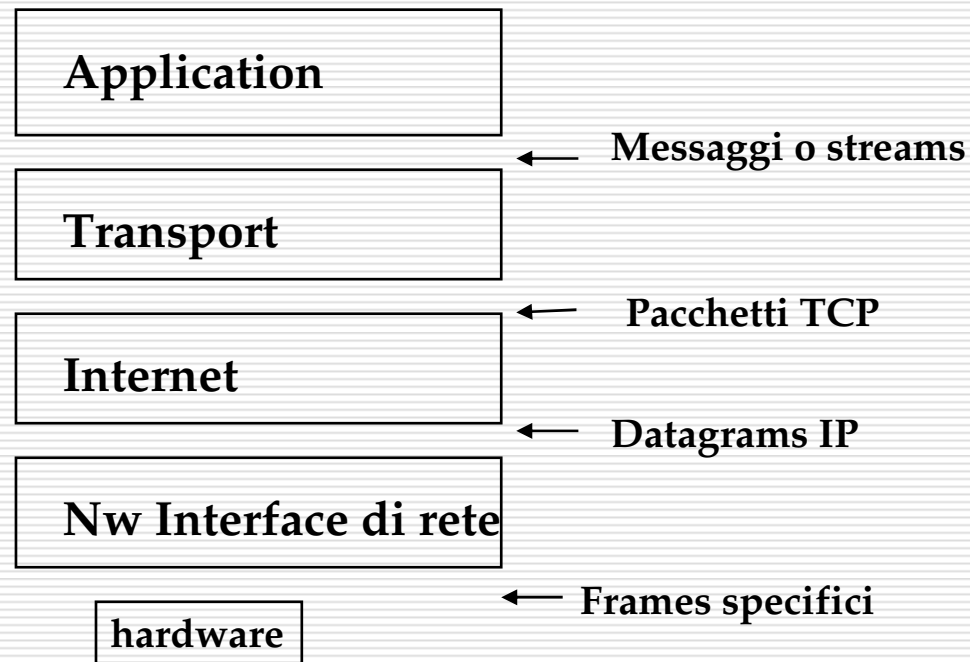 Application
Messaggi o streams
Transport
Pacchetti TCP
Internet
Datagrams IP
Nw Interface di rete
Frames specifici
hardware